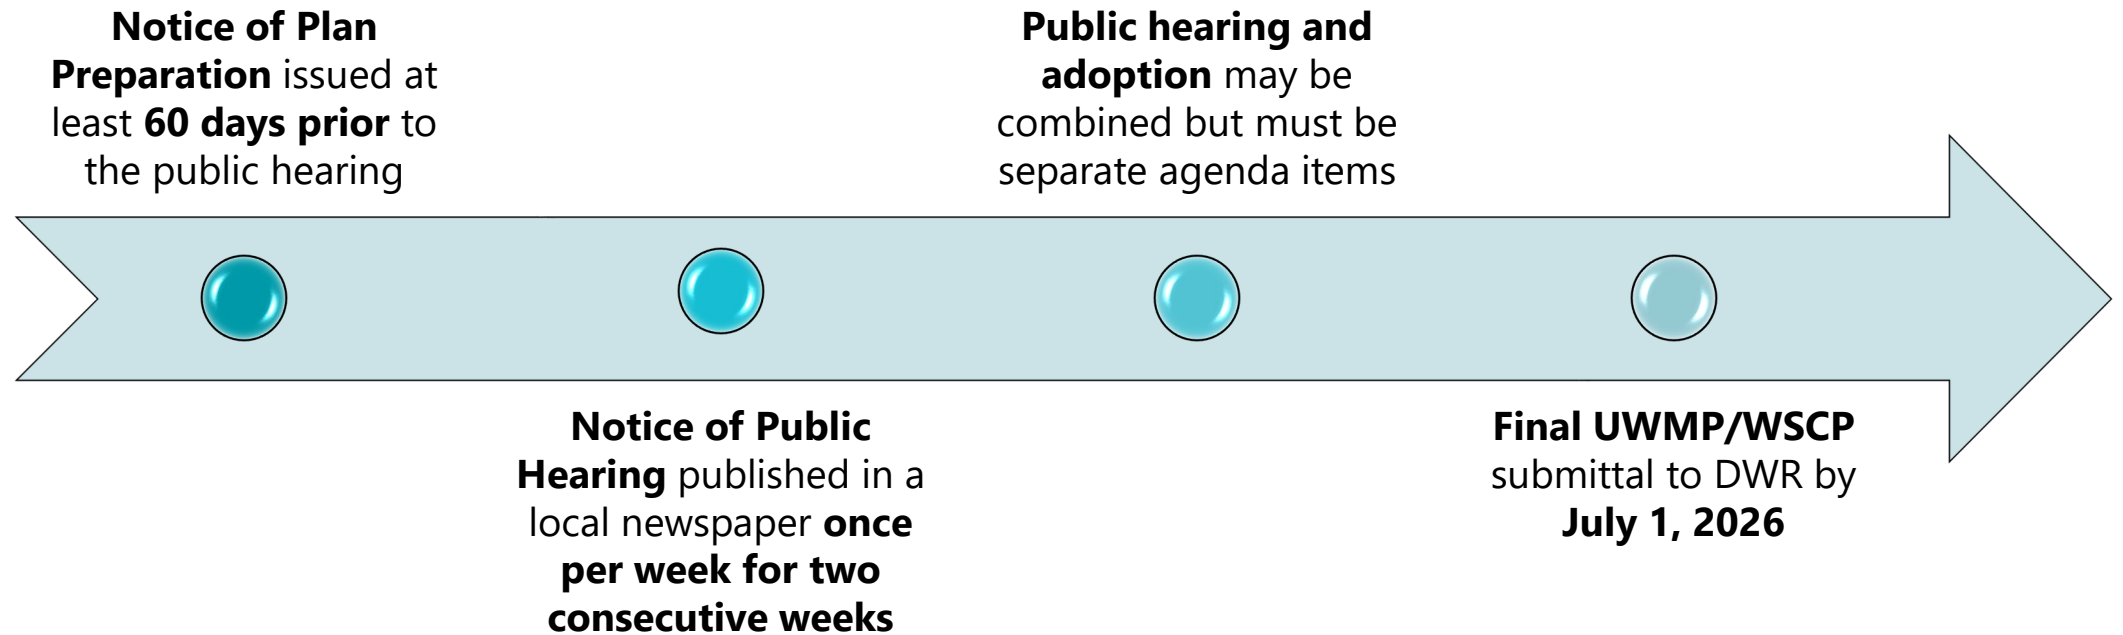 Notice of Plan
Preparation issued at
least 60 days prior to
the public hearing
Notice of Public
Hearing published in a
local newspaper once
per week for two
consecutive weeks
Public hearing and
adoption may be
combined but must be
separate agenda items
Final UWMP/WSCP
submittal to DWR by
July 1, 2026